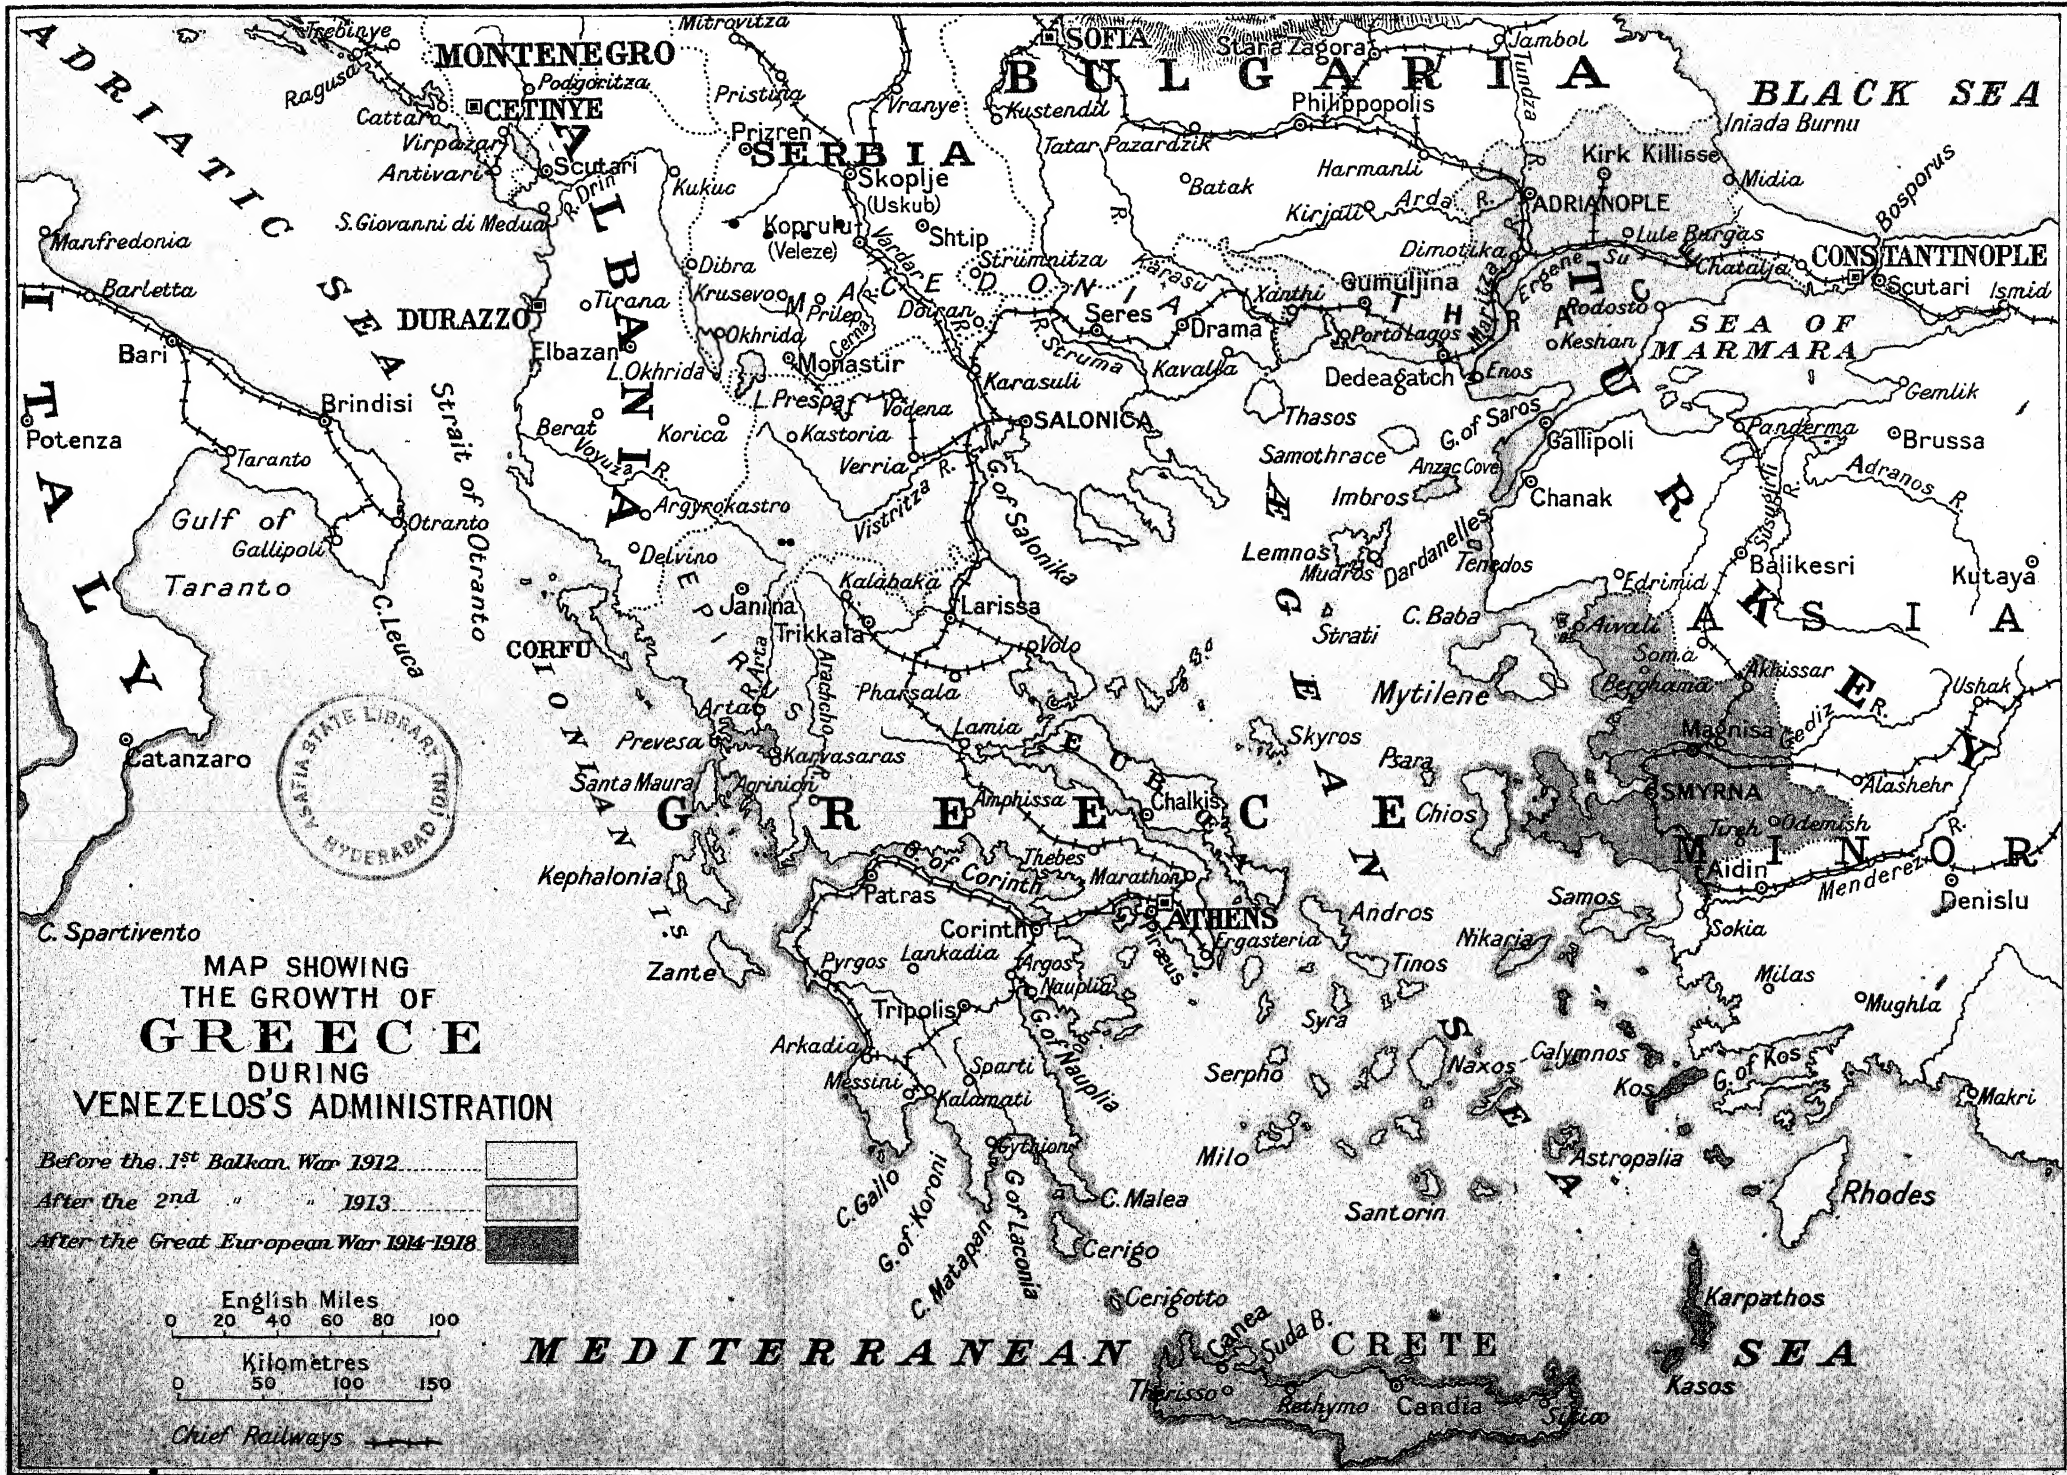 MAP SHOWING
THE GROWTH OF
GREECE
DURING
VENEZELOS'S ADMINISTRATION
Before the 1st Balkan War 1912
After the 2nd " " 1913
After the Great European War 1914-1918
English Miles
0 20 40 60 80 100
Kilometres
0 50 100 150
Chief Railways
ASAFIA STATE LIBRARY
HYDERABAD
ADRIATIC SEA
Trebinye
Ragusa
MONTENEGRO
Podgoritza
CETINYE
Cattaro
Virpazar
Antivari
Scutari
R. Drin
S. Giovanni di Medua
Mitrovitza
Pristina
Vranye
Prizren
SERBIA
Skoplje
(Uskub)
Kukuc
Koprulu
(Veleze)
Shtip
Vardar R.
SOFIA
BULGARIA
Stara Zagora
Jambol
Tundza R.
Kustendil
Philippopolis
Tatar Pazardzik
Harmanli
Batak
Kirjali
Arda R.
BLACK SEA
Iniada Burnu
Kirk Killisse
Midia
Bosporus
ADRIANOPLE
Lule Burgas
Dimotika
Ergene Su
Chatalja
CONSTANTINOPLE
Scutari
Ismid
Manfredonia
Barletta
Bari
Brindisi
Potenza
Taranto
Otranto
Gallipoli
Gulf of
Taranto
C. Leuca
Strait of Otranto
ITALY
Catanzaro
C. Spartivento
ALBANIA
DURAZZO
Tirana
Elbazan
L. Okhrida
Dibra
Krusevo
Prilep
Okhrida
Cerna R.
Monastir
L. Prespa
Berat
Voyuza R.
Korica
Kastoria
Argyrokastro
Delvino
MACEDONIA
Strumnitza
Doiran
Karasu R.
Seres
Drama
R. Struma
Kavalla
Karasuli
Vodena
Verria
Vistritza R.
SALONICA
G. of Salonika
THRACE
Xanthi
Gumuljina
Porto Lagos
Maritza R.
Dedeagatch
Enos
Rodosto
Keshan
SEA OF
MARMARA
Gemlik
Panderma
Brussa
Adranos R.
Susugirli R.
Thasos
Samothrace
G. of Saros
Gallipoli
Anzac Cove
Imbros
Chanak
Lemnos
Mudros
Dardanelles
Tenedos
Edrimid
Balikesri
Kutaya
TURKEY
ASIA
MINOR
C. Baba
Strati
Aivali
Soma
Berghama
Akhissar
Mytilene
Magnisa
Gediz R.
Ushak
Alashehr
SMYRNA
Tireh
Odemish
Aidin
Menderez R.
Denislu
Sokia
Milas
Mughla
Makri
G. of Kos
CORFU
IONIAN Is.
EPIRUS
Janina
Kalabaka
Trikkala
Larissa
Volo
Pharsala
R. Arta
Arta
Aracho R.
Prevesa
Karvasaras
Santa Maura
Agrinion
Lamia
Amphissa
GREECE
EUBOEA
Chalkis
Thebes
Marathon
G. of Corinth
Patras
Corinth
ATHENS
Piræus
Ergasteria
Kephalonia
Zante
Pyrgos
Lankadia
Argos
Nauplia
Tripolis
G. of Nauplia
Arkadia
Messini
Sparti
Kalamati
Gythion
C. Gallo
G. of Koroni
C. Matapan
G of Laconia
C. Malea
Cerigo
Cerigotto
ÆGEAN SEA
Skyros
Psara
Chios
Samos
Nikaria
Andros
Tinos
Syra
Serpho
Naxos
Milo
Santorin
Calymnos
Kos
Astropalia
Rhodes
Karpathos
Kasos
MEDITERRANEAN SEA
CRETE
Canea
Suda B.
Therisso
Rethymo
Candia
Sitia